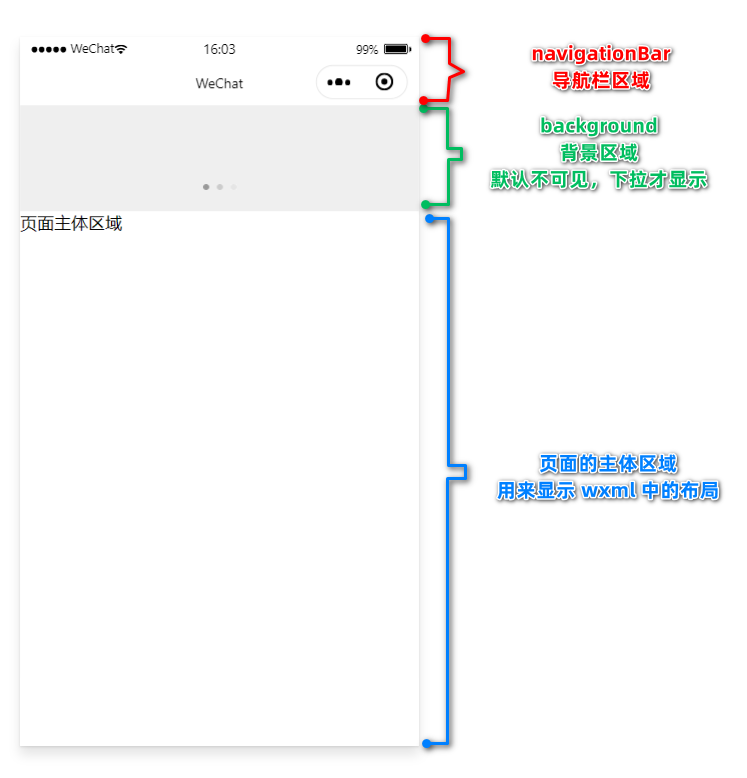 ●●●●● WeChat
16:03
99%
WeChat
页面主体区域
navigationBar
导航栏区域
background
背景区域
默认不可见，下拉才显示
页面的主体区域
用来显示 wxml 中的布局